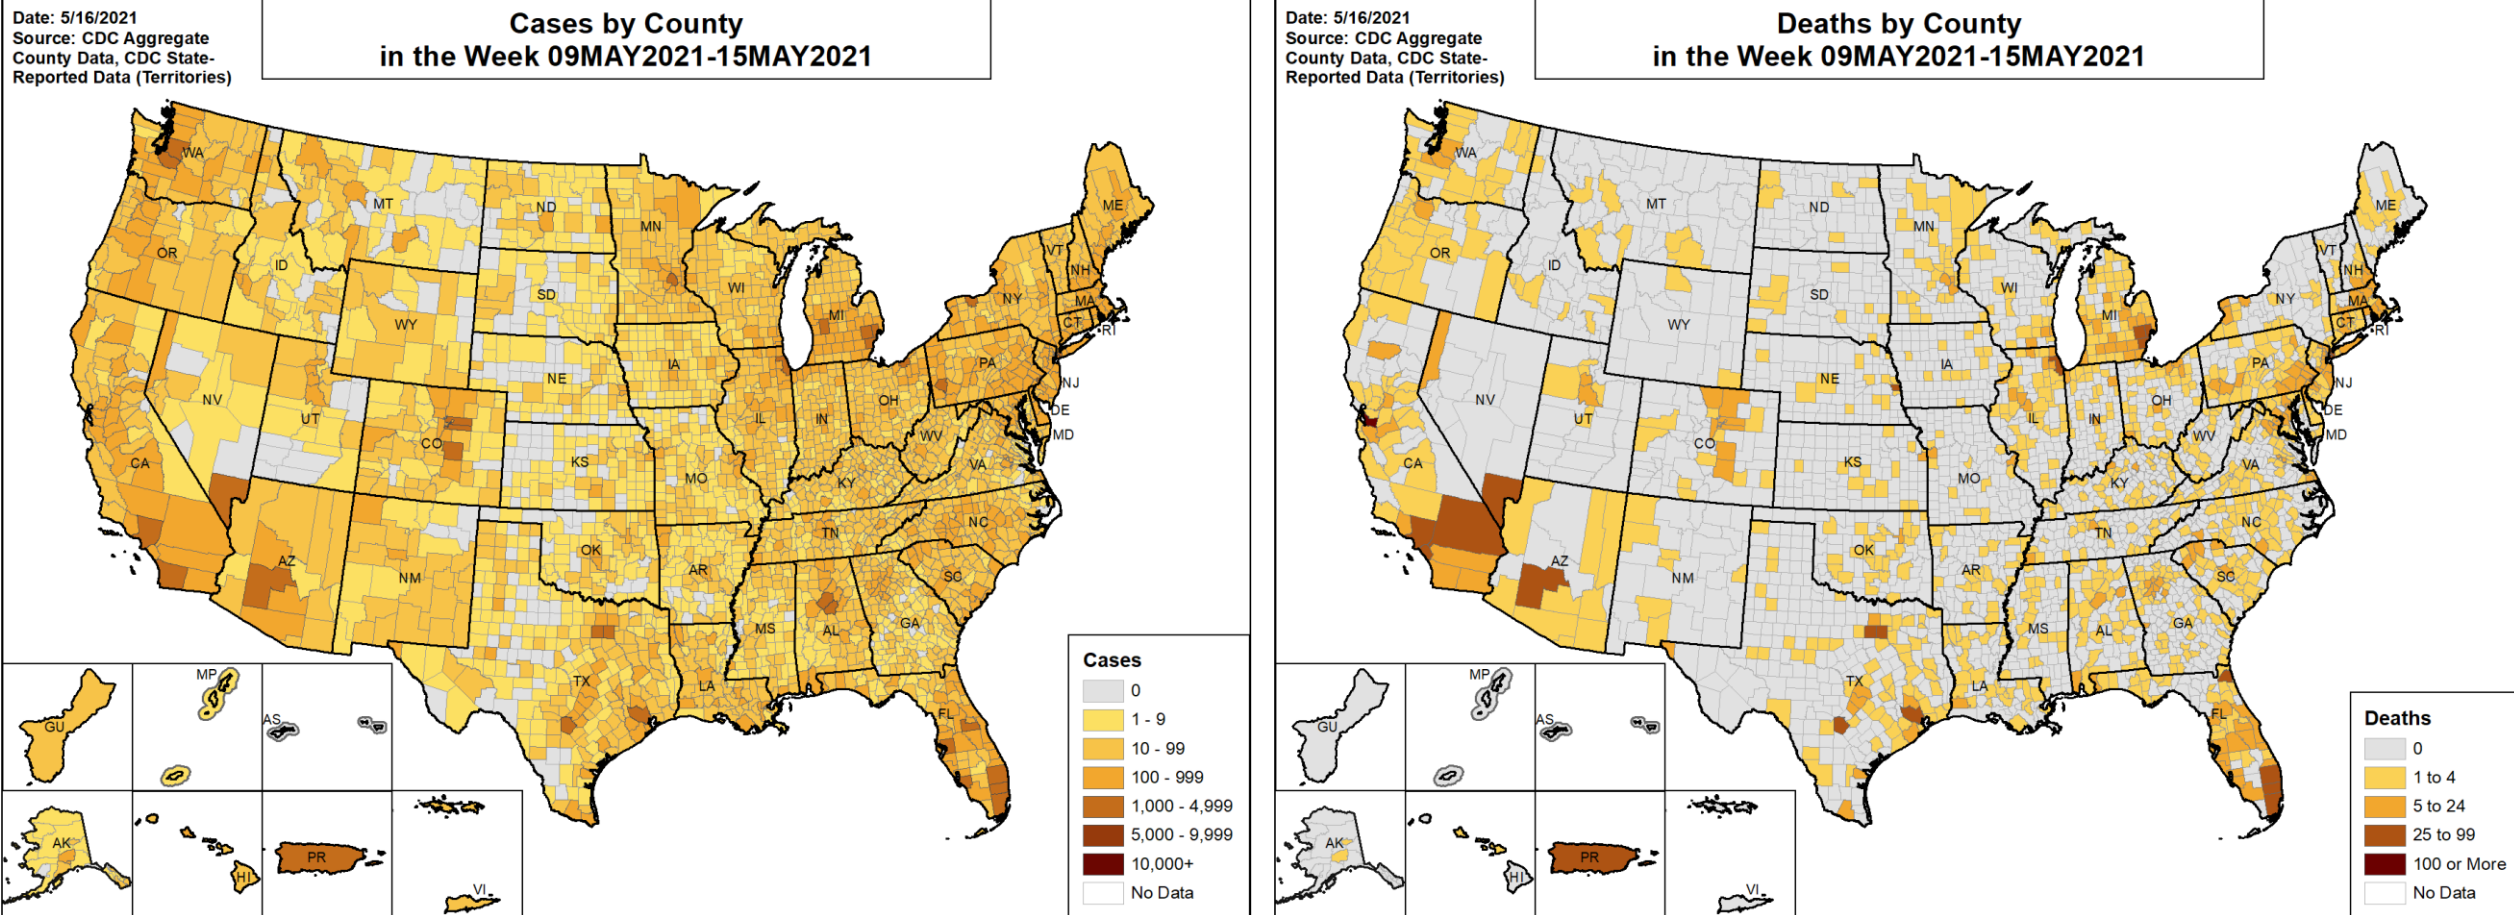 Date: 5/16/2021
Source: CDC Aggregate
County Data, CDC State-
Reported Data (Territories)
Cases by County
in the Week 09MAY2021-15MAY2021
WA
MT
ND
MN
ME
OR
ID
SD
WI
MI
VT
NH
NY
MA
CT
RI
WY
IA
NE
PA
NJ
NV
UT
CO
IL
IN
OH
DE
MD
WV
VA
CA
KS
MO
KY
NC
TN
AZ
NM
OK
AR
SC
MS
AL
GA
TX
LA
FL
GU
MP
AS
AK
HI
PR
VI
Cases
0
1 - 9
10 - 99
100 - 999
1,000 - 4,999
5,000 - 9,999
10,000+
No Data
Date: 5/16/2021
Source: CDC Aggregate
County Data, CDC State-
Reported Data (Territories)
Deaths by County
in the Week 09MAY2021-15MAY2021
WA
MT
ND
MN
ME
OR
ID
SD
WI
MI
VT
NH
NY
MA
CT
RI
WY
IA
NE
PA
NJ
NV
UT
CO
IL
IN
OH
DE
MD
WV
VA
CA
KS
MO
KY
NC
TN
AZ
NM
OK
AR
SC
MS
AL
GA
TX
LA
FL
GU
MP
AS
AK
HI
PR
VI
Deaths
0
1 to 4
5 to 24
25 to 99
100 or More
No Data